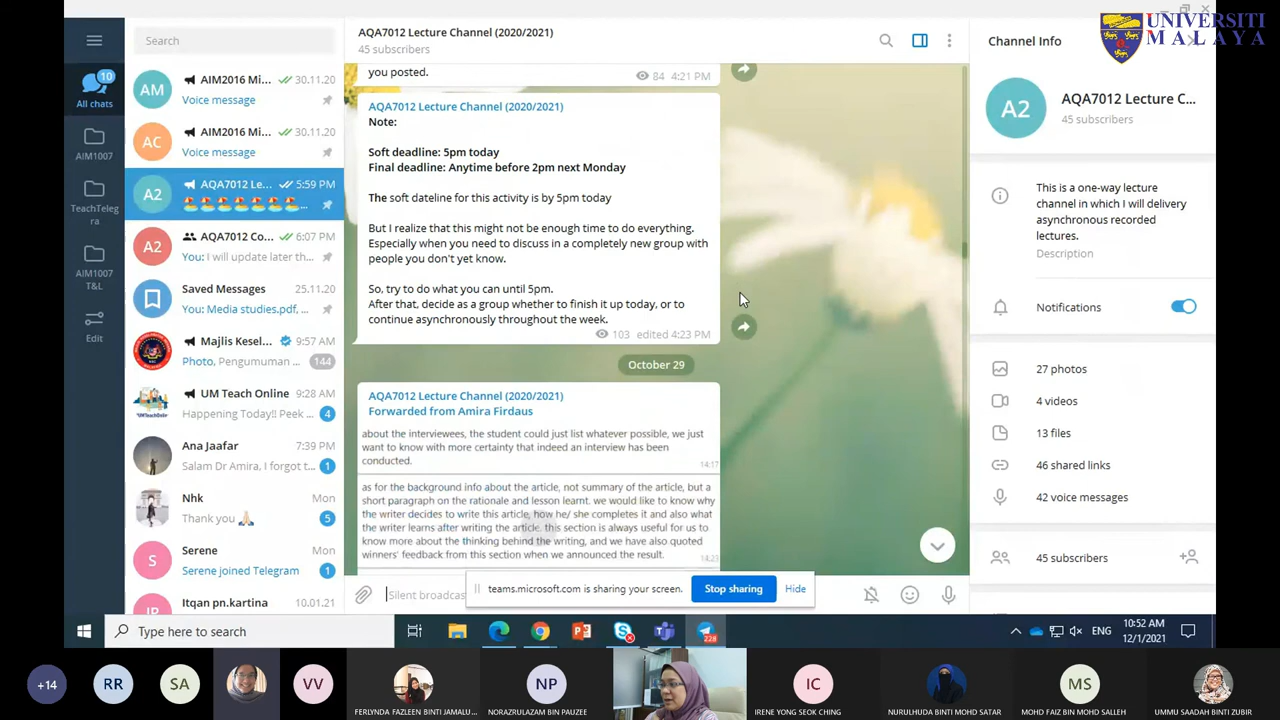 UNIVERSITI
MALAYA
Search
AM
AIM2016 Mi...
30.11.20
Voice message
10
All chats
AC
AIM2016 Mi...
30.11.20
Voice message
AIM1007
A2
AQA7012 Le...
5:59 PM
...
TeachTeleg
ra
A2
AQA7012 Co...
6:07 PM
You: I will update later th...
AIM1007
T&L
Saved Messages
25.11.20
You: Media studies.pdf, ...
Edit
Majlis Kesel...
9:57 AM
Photo, Pengumuman ...
144
UM Teach Online
9:28 AM
Happening Today!! Peek ...
4
Ana Jaafar
7:39 PM
Salam Dr Amira, I forgot t...
1
Nhk
Mon
Thank you
5
S
Serene
Mon
Serene joined Telegram
1
Itqan pn.kartina
10.01.21
AQA7012 Lecture Channel (2020/2021)
45 subscribers
you posted.
84 4:21 PM
AQA7012 Lecture Channel (2020/2021)
Note:
Soft deadline: 5pm today
Final deadline: Anytime before 2pm next Monday
The soft dateline for this activity is by 5pm today
But I realize that this might not be enough time to do everything.
Especially when you need to discuss in a completely new group with
people you don't yet know.
So, try to do what you can until 5pm.
After that, decide as a group whether to finish it up today, or to
continue asynchronously throughout the week.
103 edited 4:23 PM
October 29
AQA7012 Lecture Channel (2020/2021)
Forwarded from Amira Firdaus
about the interviewees, the student could just list whatever possible, we just
want to know with more certainty that indeed an interview has been
conducted.
14:17
as for the background info about the article, not summary of the article, but a
short paragraph on the rationale and lesson learnt. we would like to know why
the writer decides to write this article, how he/ she completes it and also what
the writer learns after writing the article. this section is always useful for us to
know more about the thinking behind the writing, and we have also quoted
winners' feedback from this section when we announced the result.
14:23
Silent broadcas
teams.microsoft.com is sharing your screen.
Stop sharing
Hide
Channel Info
A2
AQA7012 Lecture C...
45 subscribers
This is a one-way lecture
channel in which I will delivery
asynchronous recorded
lectures.
Description
Notifications
27 photos
4 videos
13 files
46 shared links
42 voice messages
45 subscribers
Type here to search
228
ENG
10:52 AM
12/1/2021
+14
RR
SA
VV
FERLYNDA FAZLEEN BINTI JAMALU...
NP
NORAZRULAZAM BIN PAUZEE
IC
IRENE YONG SEOK CHING
NURULHUDA BINTI MOHD SATAR
MS
MOHD FAIZ BIN MOHD SALLEH
UMMU SAADAH BINTI ZUBIR